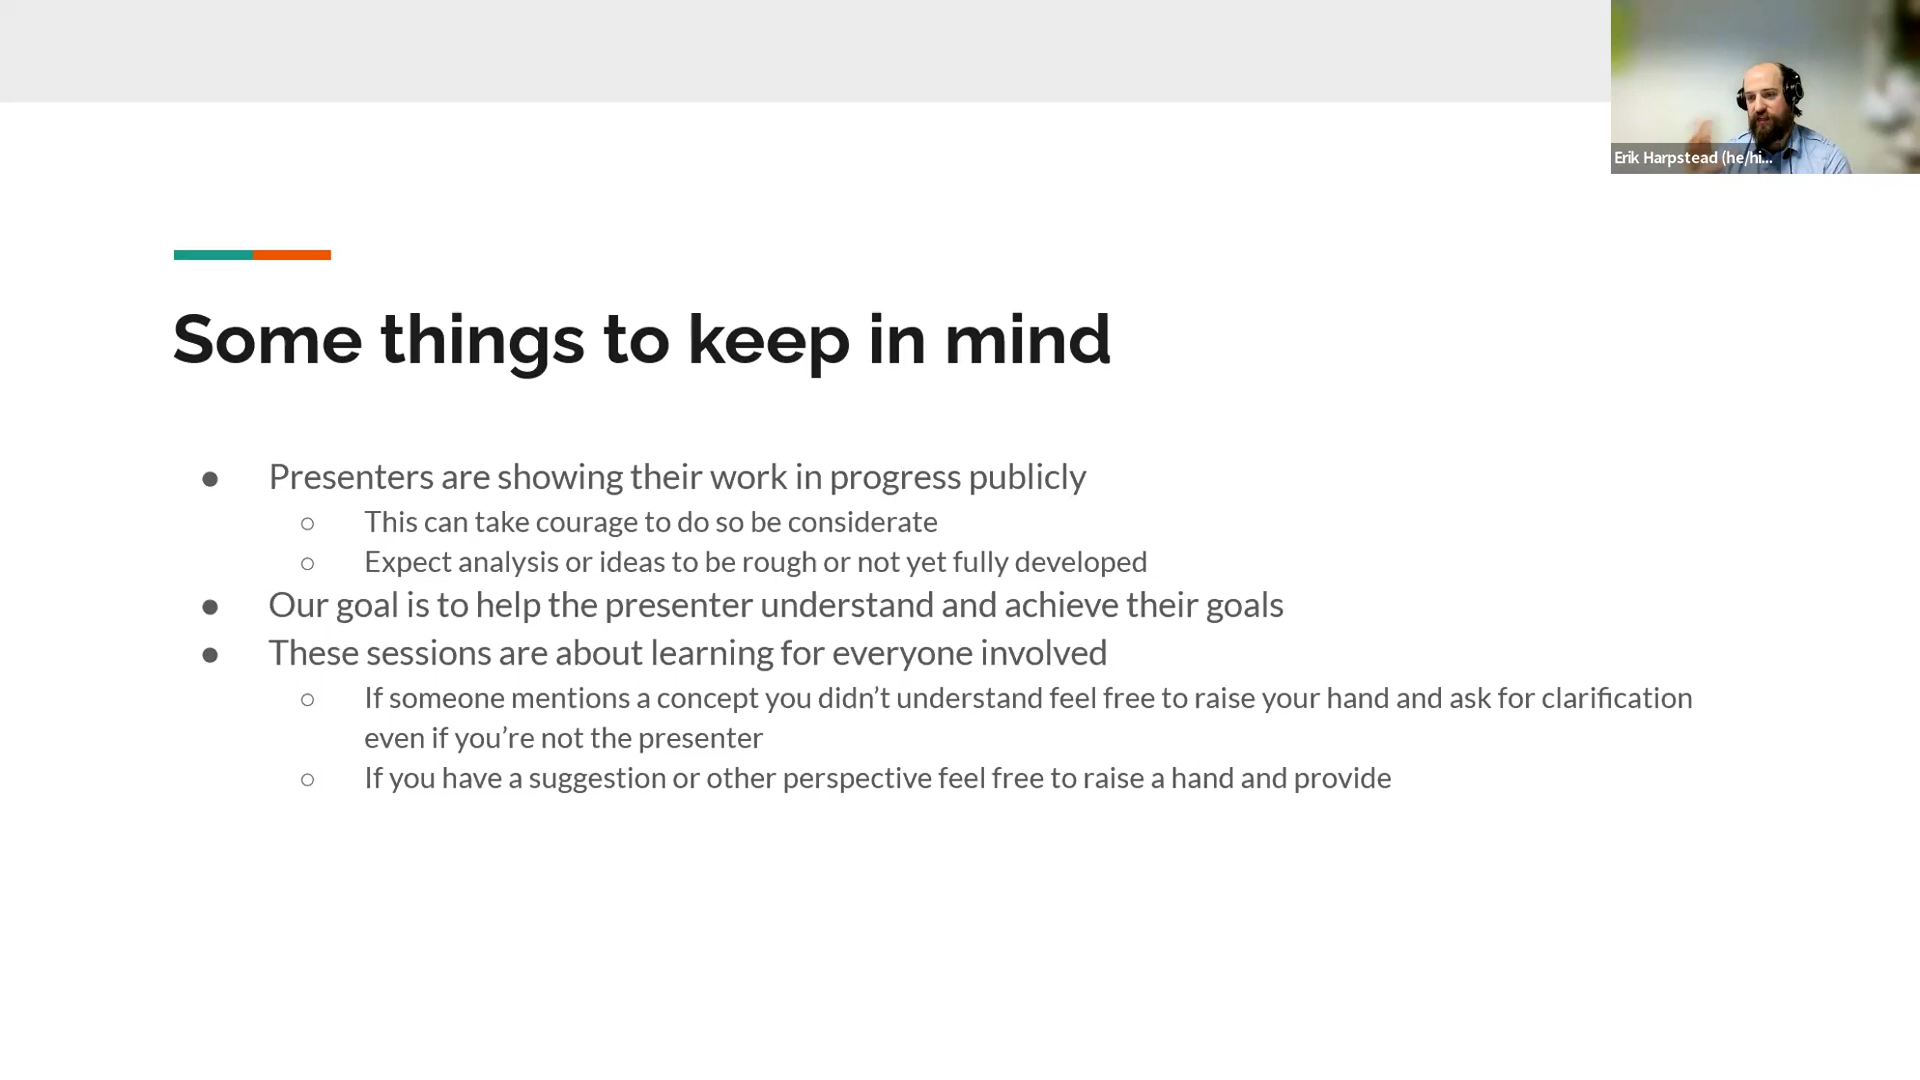 Erik Harpstead (he/hi...
Some things to keep in mind
● Presenters are showing their work in progress publicly
○ This can take courage to do so be considerate
○ Expect analysis or ideas to be rough or not yet fully developed
● Our goal is to help the presenter understand and achieve their goals
● These sessions are about learning for everyone involved
○ If someone mentions a concept you didn’t understand feel free to raise your hand and ask for clarification
even if you’re not the presenter
○ If you have a suggestion or other perspective feel free to raise a hand and provide